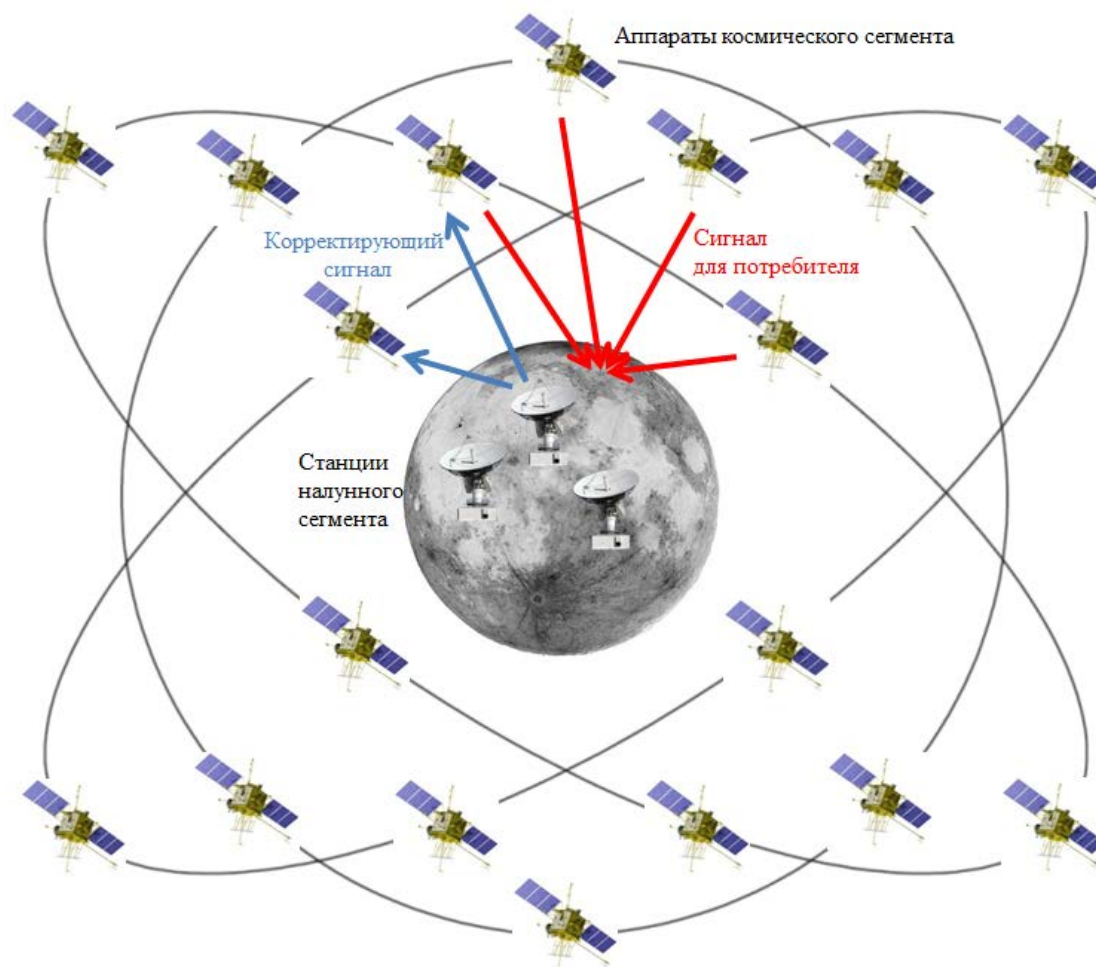 Аппараты космического сегмента
Корректирующий
сигнал
Сигнал
для потребителя
Станции
налунного
сегмента